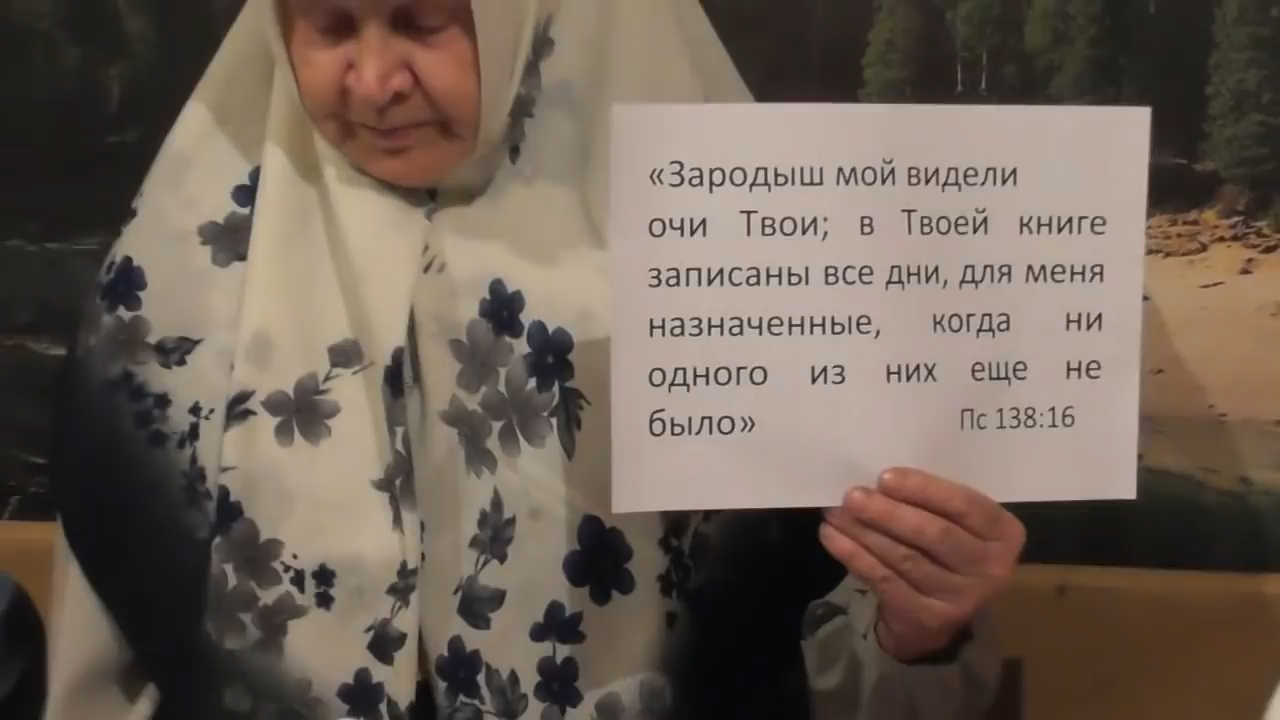 «Зародыш мой видели
очи Твои; в Твоей книге
записаны все дни, для меня
назначенные, когда ни
одного из них еще не
было» Пс 138:16